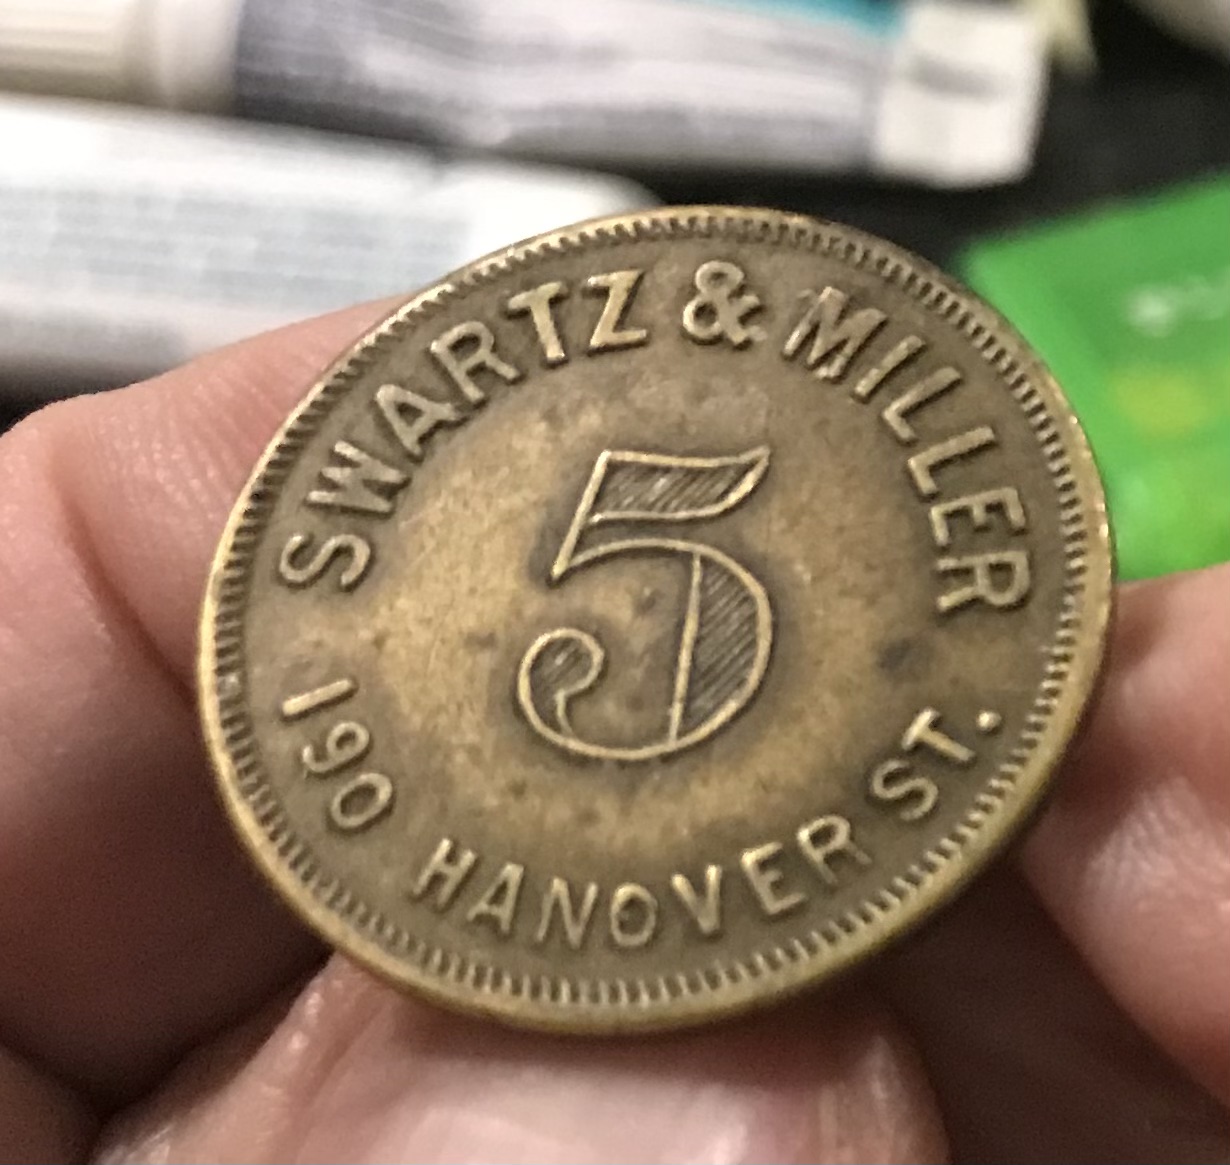 SWARTZ & MILLER
5
190 HANOVER ST.